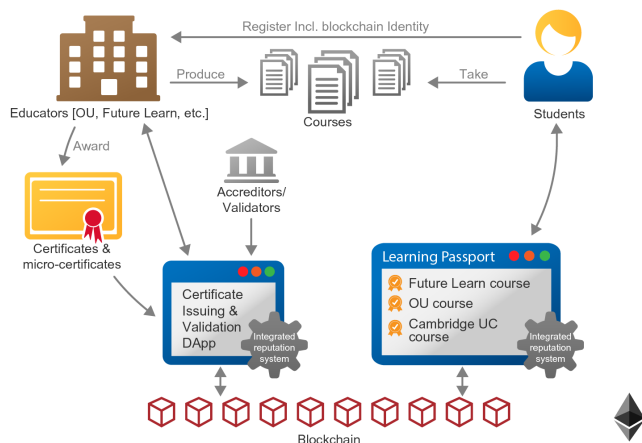 Register Incl. blockchain Identity
Produce
Take
Educators [OU, Future Learn, etc.]
Courses
Students
Award
Accreditors/
Validators
Certificates &
micro-certificates
Certificate
Issuing &
Validation
DApp
Integrated
reputation
system
Learning Passport
Future Learn course
OU course
Cambridge UC
course
Integrated
reputation
system
Blockchain